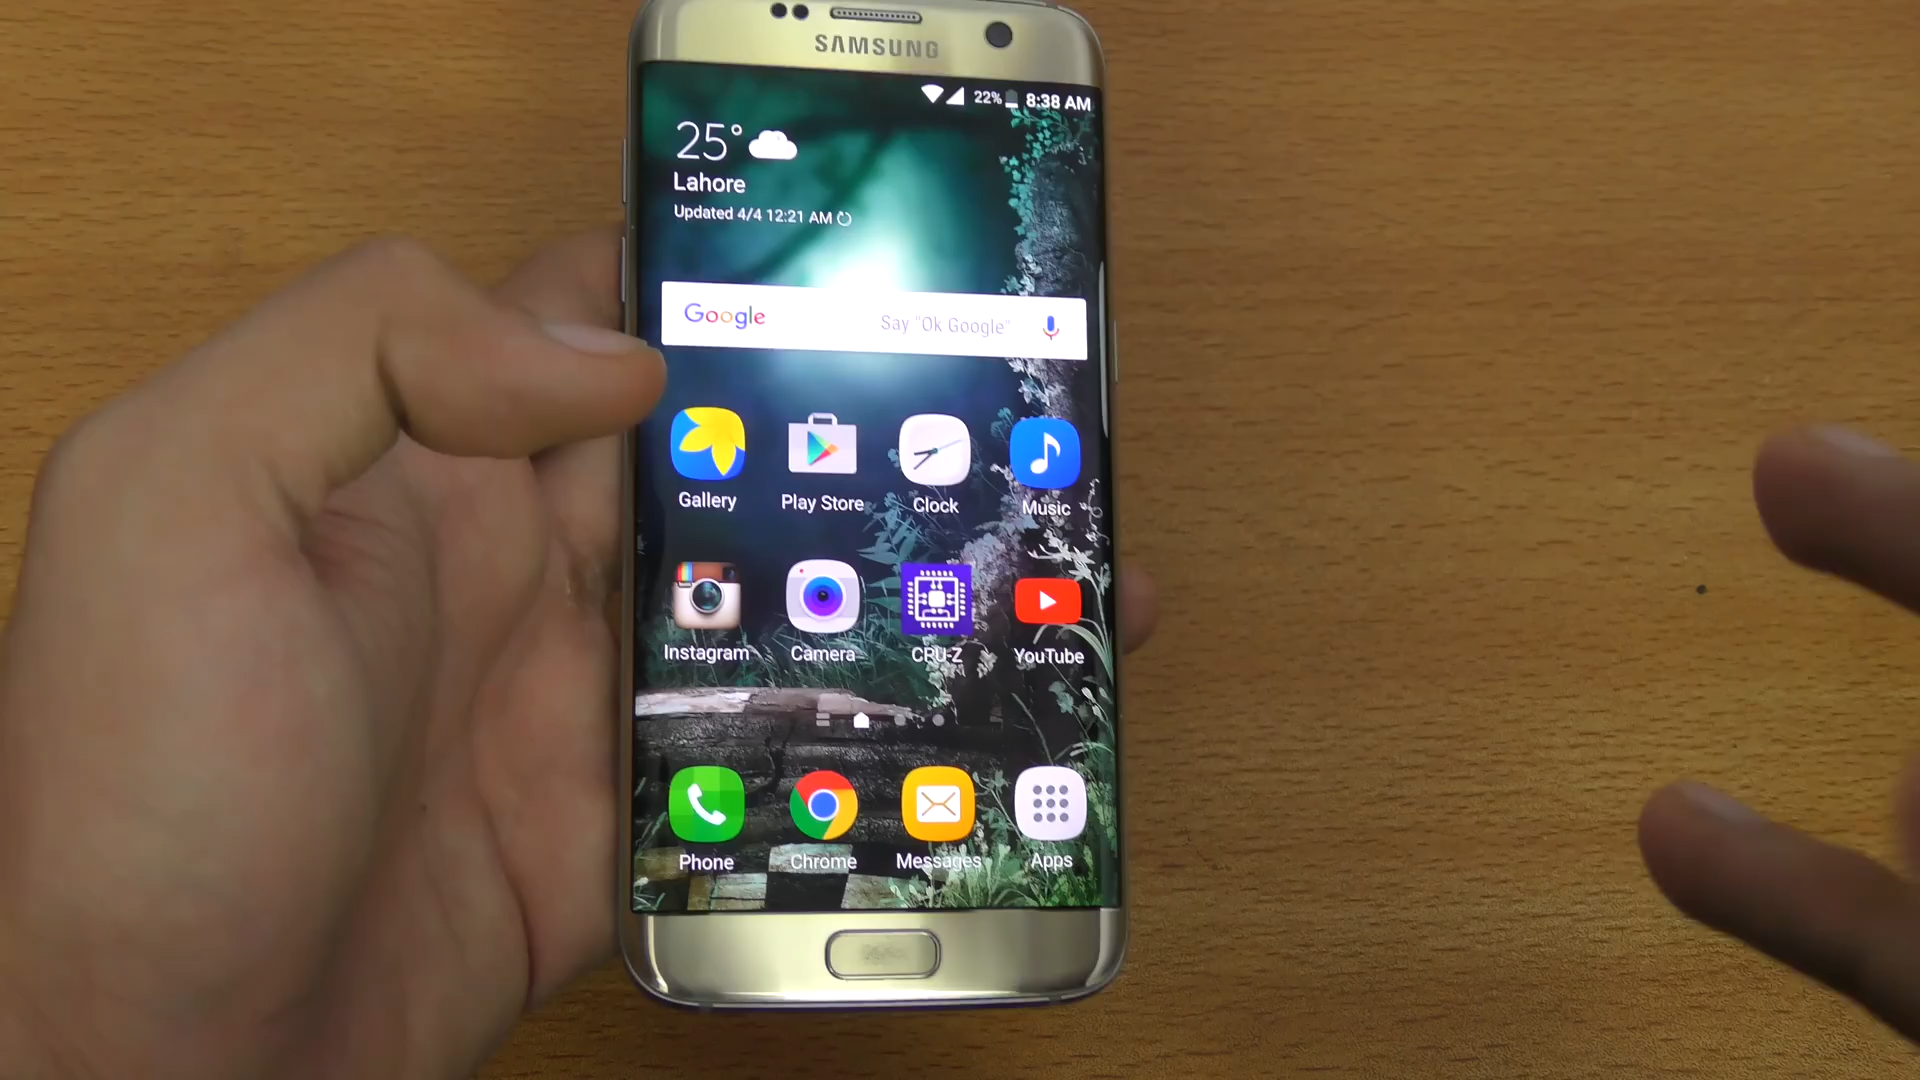 SAMSUNG
22% 8:38 AM
25°
Lahore
Updated 4/4 12:21 AM
Google Say "Ok Google"
Gallery Play Store Clock Music
Instagram Camera CPU-Z YouTube
Phone Chrome Messages Apps